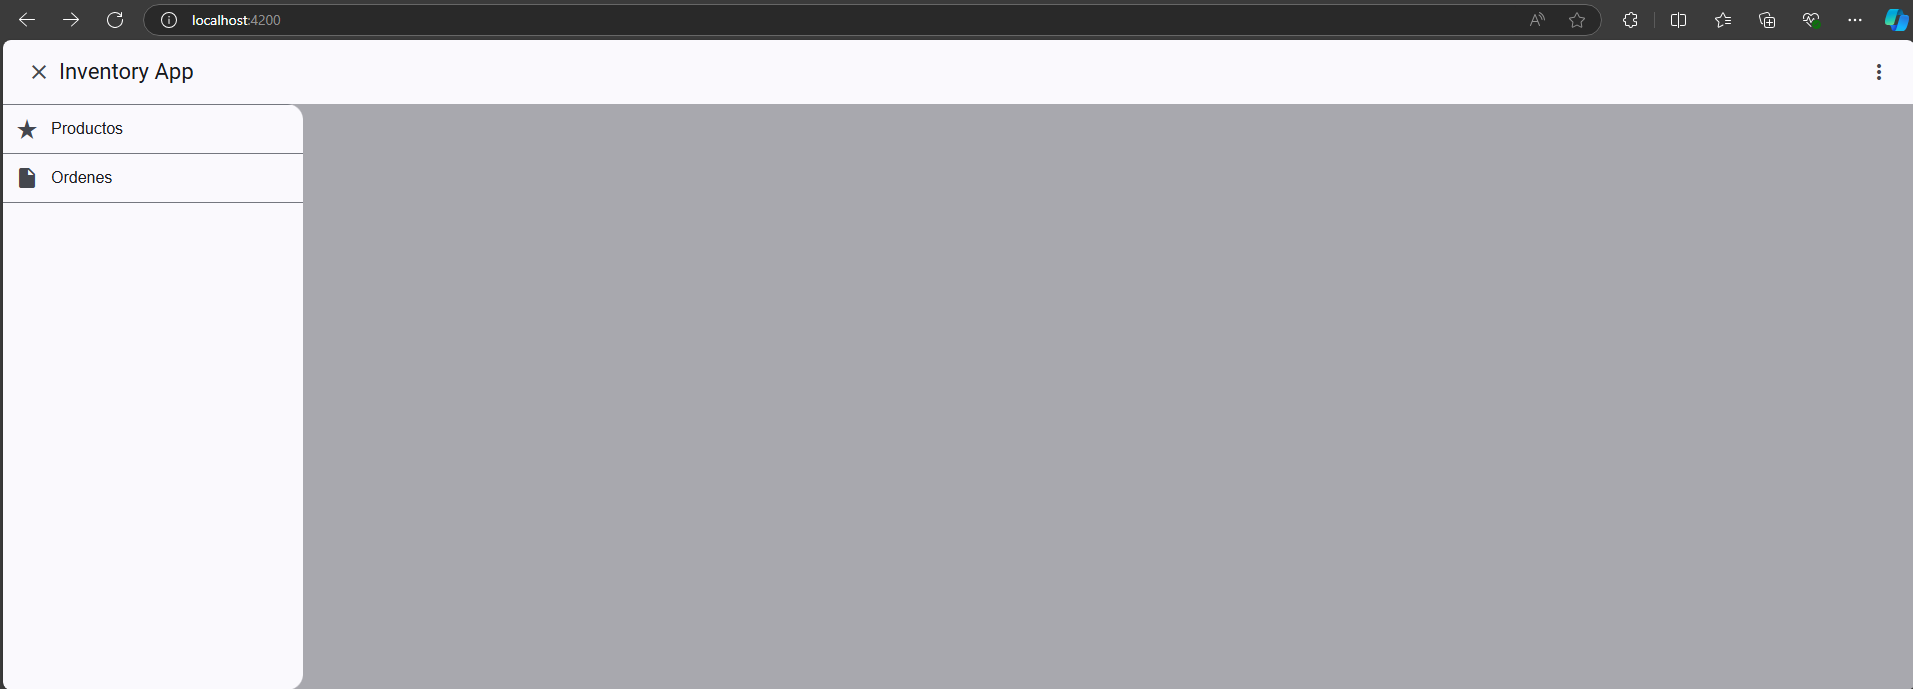 localhost:4200
Inventory App
Productos
Ordenes